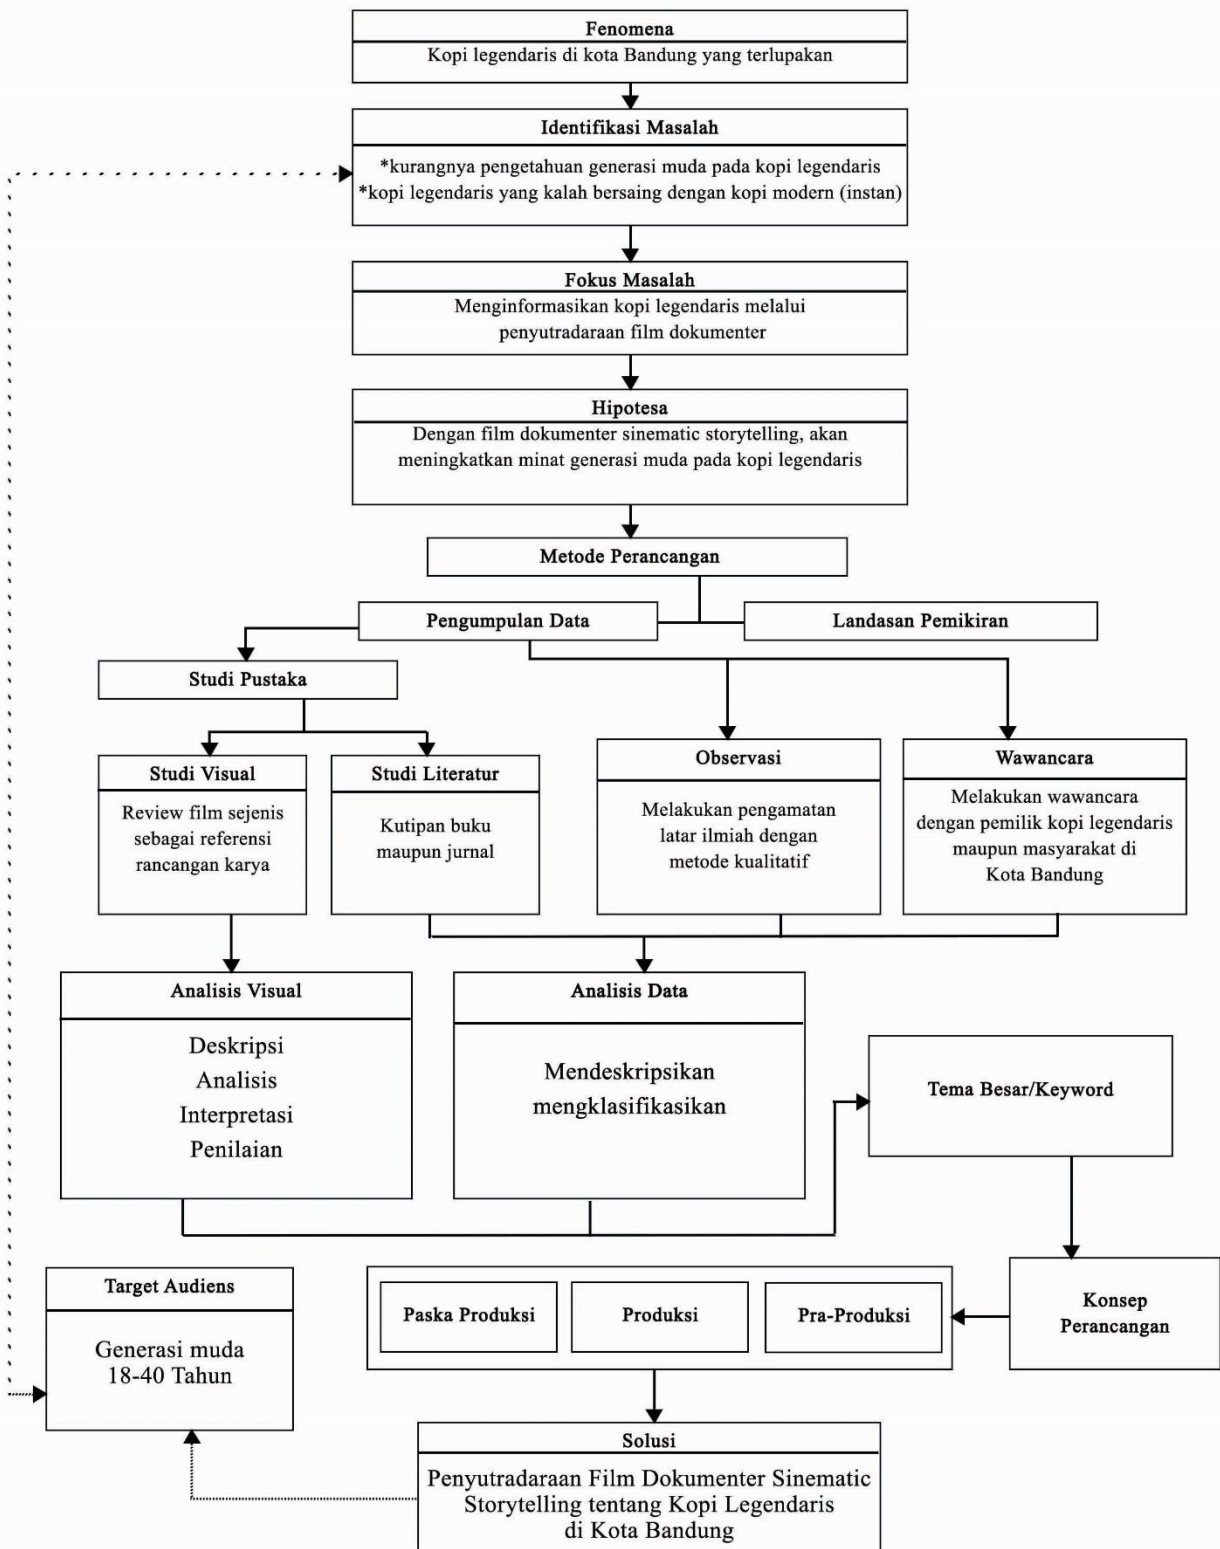 Fenomena
Kopi legendaris di kota Bandung yang terlupakan
Identifikasi Masalah
*kurangnya pengetahuan generasi muda pada kopi legendaris
*kopi legendaris yang kalah bersaing dengan kopi modern (instan)
Fokus Masalah
Menginformasikan kopi legendaris melalui
penyutradaraan film dokumenter
Hipotesa
Dengan film dokumenter sinematic storytelling, akan
meningkatkan minat generasi muda pada kopi legendaris
Metode Perancangan
Pengumpulan Data
Landasan Pemikiran
Studi Pustaka
Studi Visual
Review film sejenis
sebagai referensi
rancangan karya
Studi Literatur
Kutipan buku
maupun jurnal
Observasi
Melakukan pengamatan
latar ilmiah dengan
metode kualitatif
Wawancara
Melakukan wawancara
dengan pemilik kopi legendaris
maupun masyarakat di
Kota Bandung
Analisis Visual
Deskripsi
Analisis
Interpretasi
Penilaian
Analisis Data
Mendeskripsikan
mengklasifikasikan
Tema Besar/Keyword
Target Audiens
Generasi muda
18-40 Tahun
Paska Produksi
Produksi
Pra-Produksi
Konsep
Perancangan
Solusi
Penyutradaraan Film Dokumenter Sinematic
Storytelling tentang Kopi Legendaris
di Kota Bandung